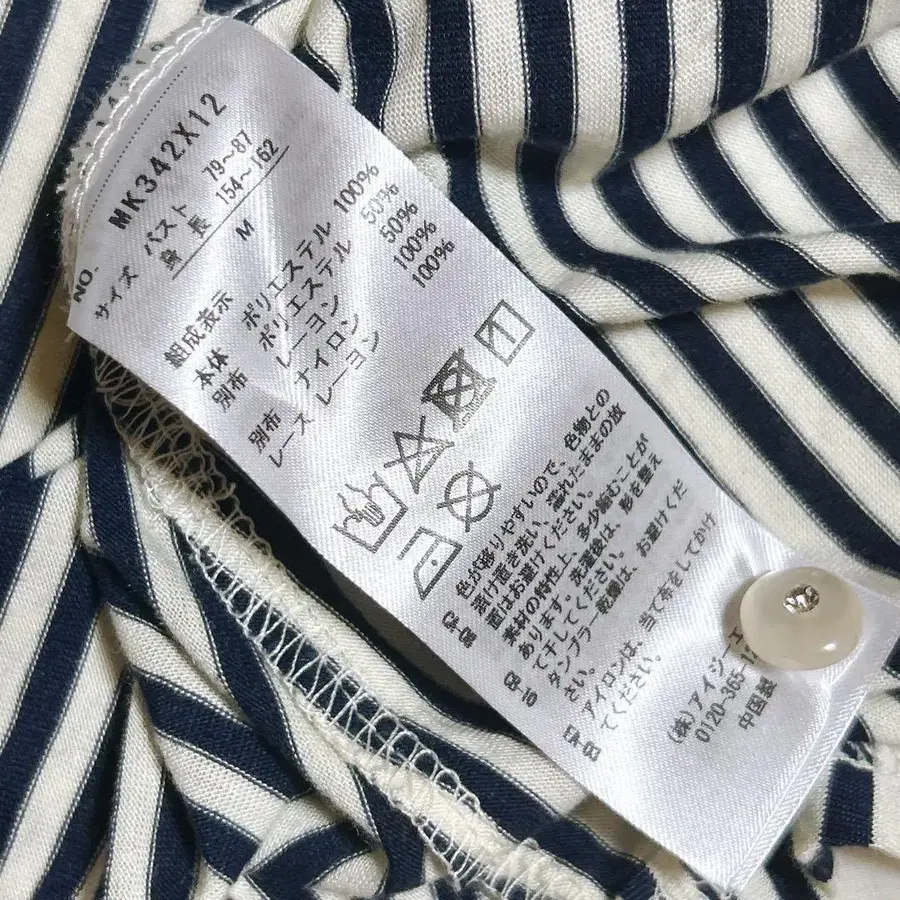 NO. MK342X12
サイズ バスト 79~87
身長 154~162
M
組成表示
本体 ポリエステル 100%
別布 ポリエステル 50%
レーヨン 50%
別布 ナイロン 100%
レース レーヨン 100%
色が移りやすいので、色物との
漬け置き洗い、濡れたままの放
置はお避けください。
素材の特性上、多少縮むことが
あります。洗濯後は、形を整え
て干してください。
タンブラー乾燥は、お避けくだ
さい。
アイロンは、当て布をしてかけ
てください。
(株)アイジーエ
0120-365-1
中国製